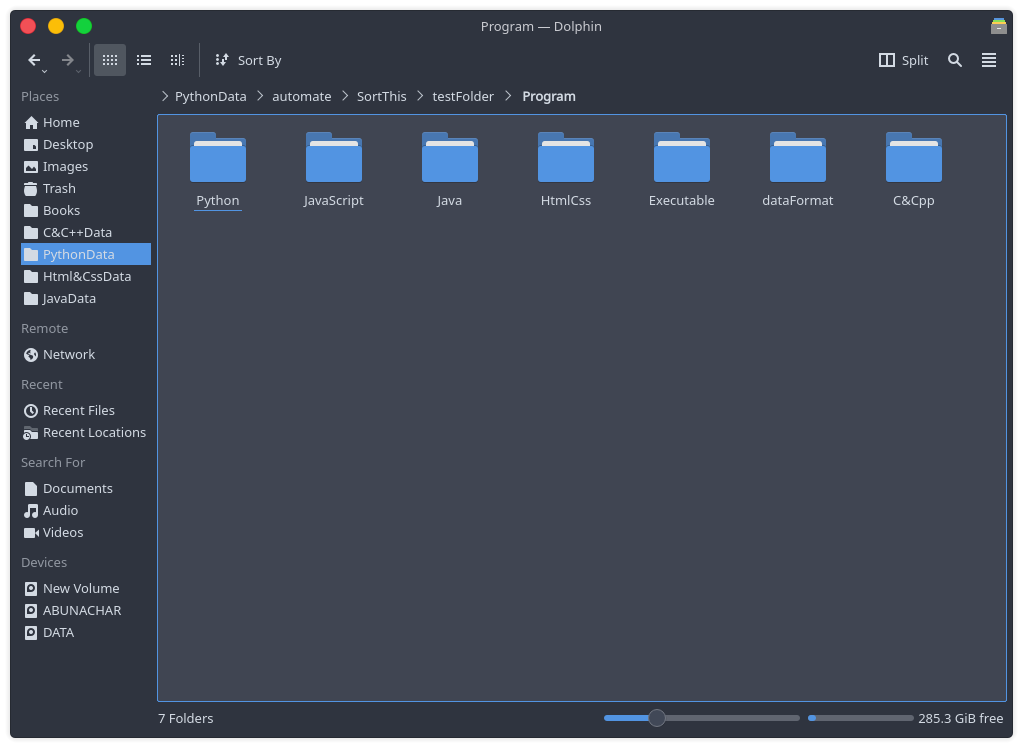 Program — Dolphin
Sort By
Split
Places
Home
Desktop
Images
Trash
Books
C&C++Data
PythonData
Html&CssData
JavaData
Remote
Network
Recent
Recent Files
Recent Locations
Search For
Documents
Audio
Videos
Devices
New Volume
ABUNACHAR
DATA
PythonData > automate > SortThis > testFolder > Program
Python JavaScript Java HtmlCss Executable dataFormat C&Cpp
7 Folders
285.3 GiB free